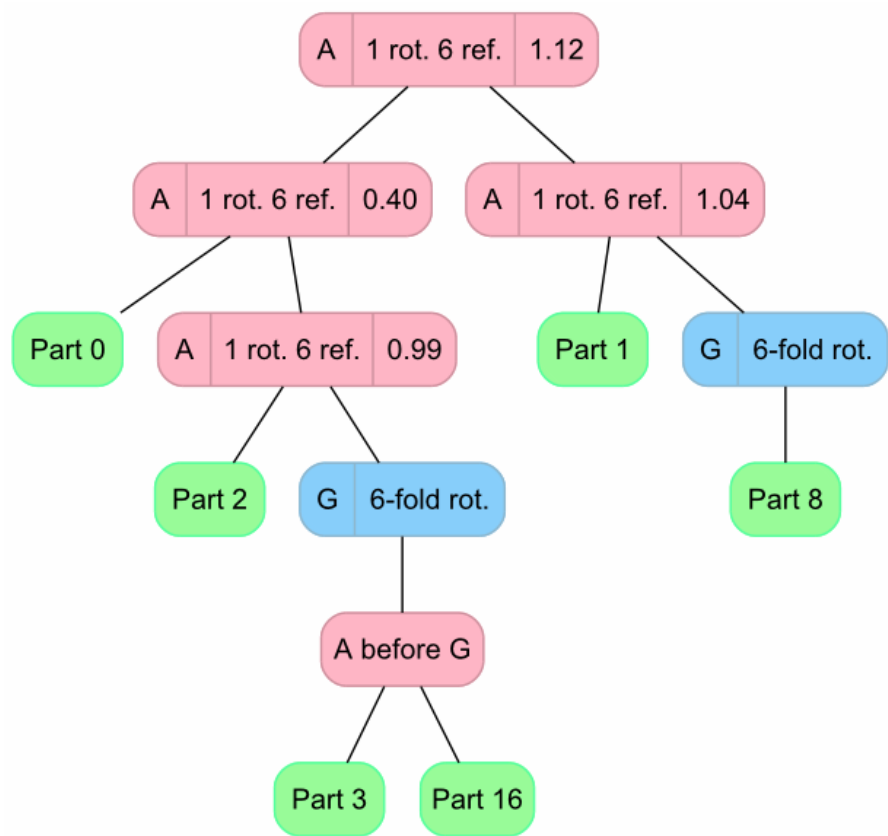 A 1 rot. 6 ref. 1.12
A 1 rot. 6 ref. 0.40
A 1 rot. 6 ref. 1.04
Part 0
A 1 rot. 6 ref. 0.99
Part 1
G 6-fold rot.
Part 2
G 6-fold rot.
Part 8
A before G
Part 3
Part 16